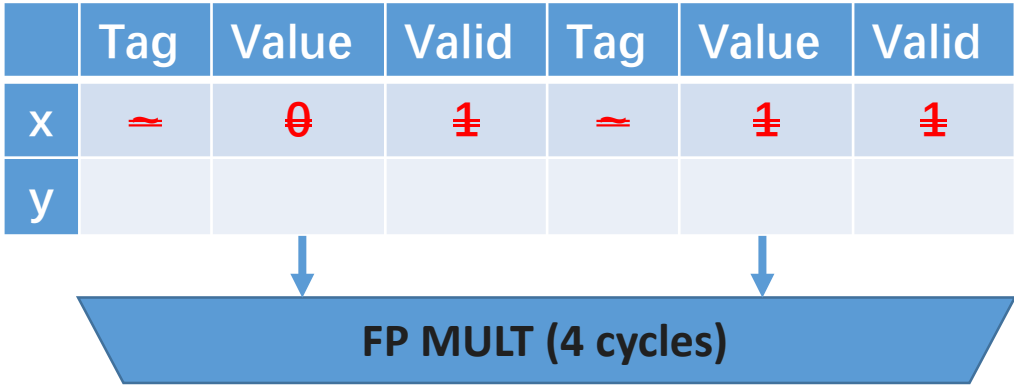 Tag Value Valid Tag Value Valid
x ~ 0 1 ~ 1 1
y
FP MULT (4 cycles)